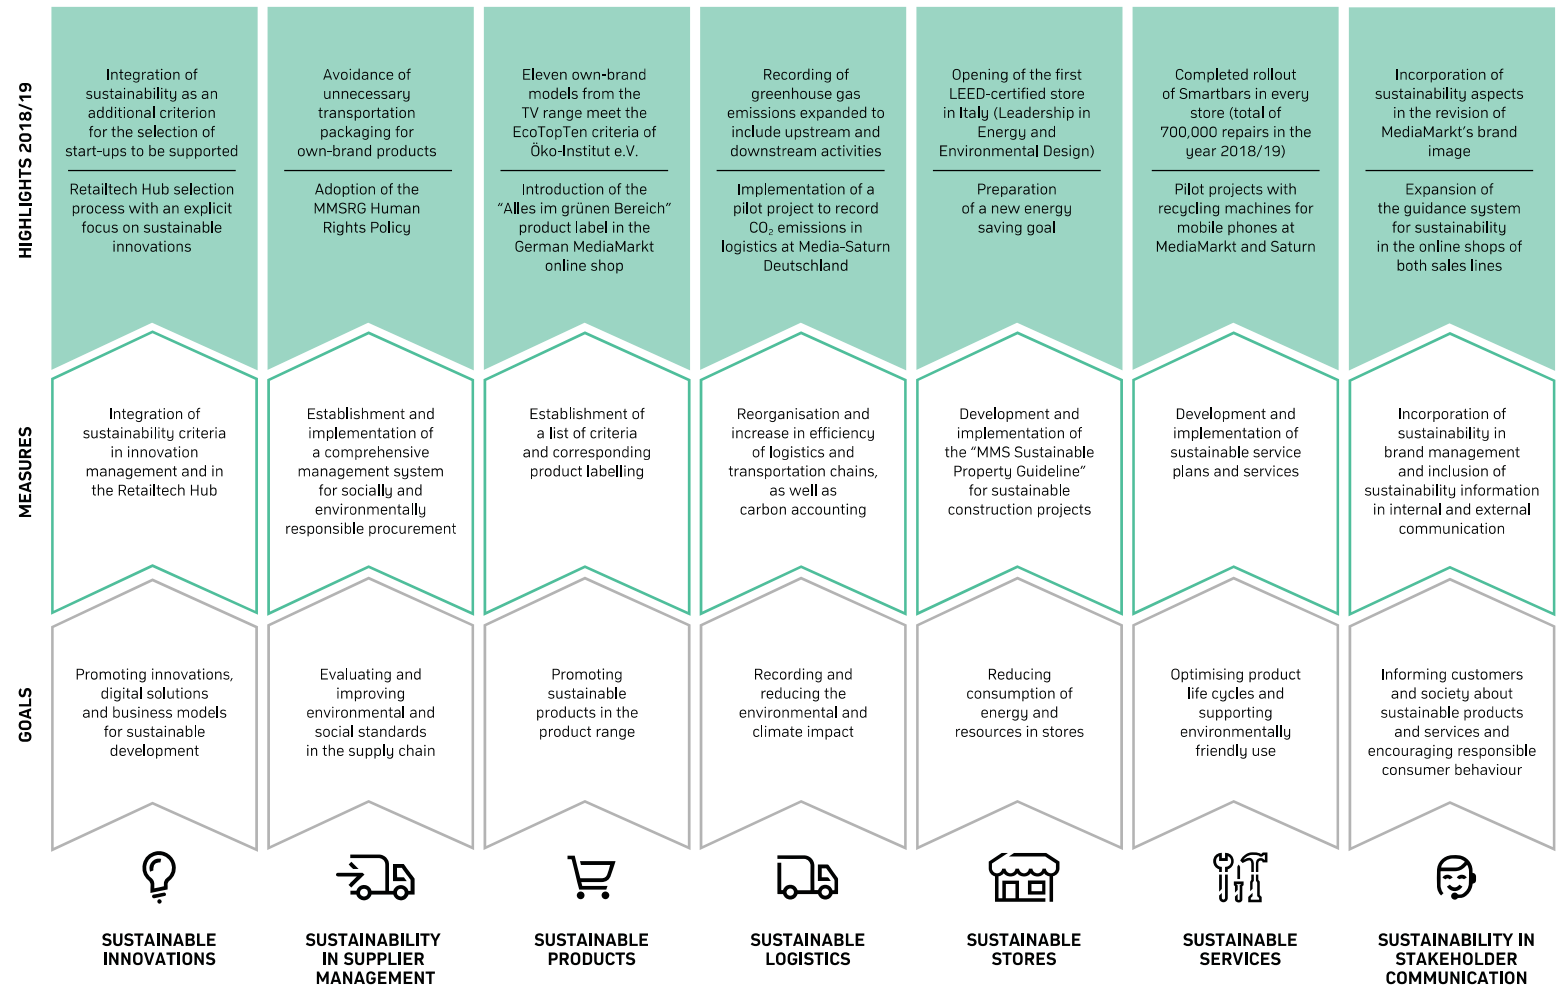 HIGHLIGHTS 2018/19
Integration of
sustainability as an
additional criterion
for the selection of
start-ups to be supported
Retailtech Hub selection
process with an explicit
focus on sustainable
innovations
Avoidance of
unnecessary
transportation
packaging for
own-brand products
Adoption of the
MMSRG Human
Rights Policy
Eleven own-brand
models from the
TV range meet the
EcoTopTen criteria of
Öko-Institut e.V.
Introduction of the
“Alles im grünen Bereich”
product label in the
German MediaMarkt
online shop
Recording of
greenhouse gas
emissions expanded to
include upstream and
downstream activities
Implementation of a
pilot project to record
CO₂ emissions in
logistics at Media-Saturn
Deutschland
Opening of the first
LEED-certified store
in Italy (Leadership in
Energy and
Environmental Design)
Preparation
of a new energy
saving goal
Completed rollout
of Smartbars in every
store (total of
700,000 repairs in the
year 2018/19)
Pilot projects with
recycling machines for
mobile phones at
MediaMarkt and Saturn
Incorporation of
sustainability aspects
in the revision of
MediaMarkt’s brand
image
Expansion of
the guidance system
for sustainability
in the online shops of
both sales lines
MEASURES
Integration of
sustainability criteria
in innovation
management and in
the Retailtech Hub
Establishment and
implementation of
a comprehensive
management system
for socially and
environmentally
responsible procurement
Establishment of
a list of criteria
and corresponding
product labelling
Reorganisation and
increase in efficiency
of logistics and
transportation chains,
as well as
carbon accounting
Development and
implementation of
the “MMS Sustainable
Property Guideline”
for sustainable
construction projects
Development and
implementation of
sustainable service
plans and services
Incorporation of
sustainability in
brand management
and inclusion of
sustainability information
in internal and external
communication
GOALS
Promoting innovations,
digital solutions
and business models
for sustainable
development
Evaluating and
improving
environmental and
social standards
in the supply chain
Promoting
sustainable
products in the
product range
Recording and
reducing the
environmental and
climate impact
Reducing
consumption of
energy and
resources in stores
Optimising product
life cycles and
supporting
environmentally
friendly use
Informing customers
and society about
sustainable products
and services and
encouraging responsible
consumer behaviour
SUSTAINABLE
INNOVATIONS
SUSTAINABILITY
IN SUPPLIER
MANAGEMENT
SUSTAINABLE
PRODUCTS
SUSTAINABLE
LOGISTICS
SUSTAINABLE
STORES
SUSTAINABLE
SERVICES
SUSTAINABILITY IN
STAKEHOLDER
COMMUNICATION